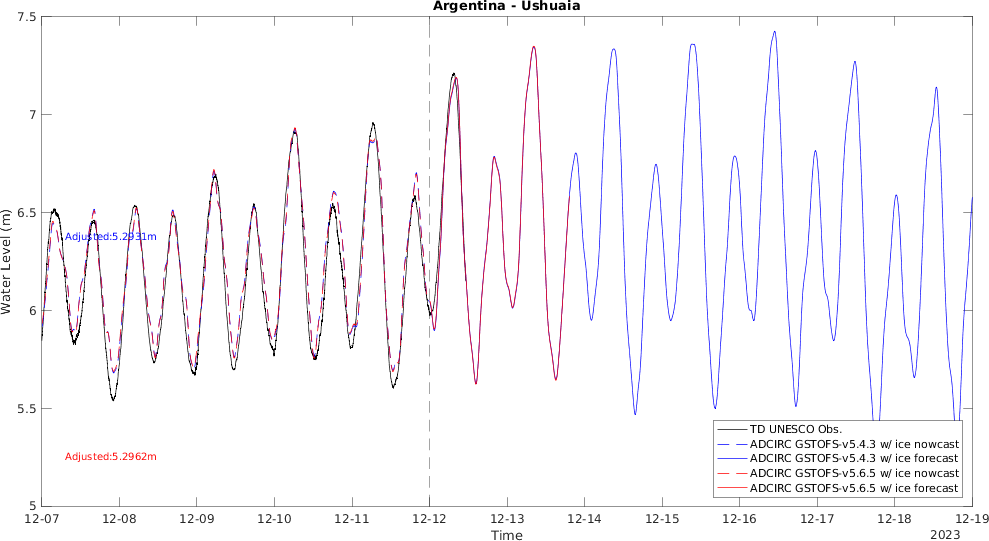 Argentina - Ushuaia
7.5
7
6.5
6
5.5
5
Water Level (m)
Adjusted:5.2931m
Adjusted:5.2962m
TD UNESCO Obs.
ADCIRC GSTOFS-v5.4.3 w/ ice nowcast
ADCIRC GSTOFS-v5.4.3 w/ ice forecast
ADCIRC GSTOFS-v5.6.5 w/ ice nowcast
ADCIRC GSTOFS-v5.6.5 w/ ice forecast
12-07 12-08 12-09 12-10 12-11 12-12 12-13 12-14 12-15 12-16 12-17 12-18 12-19
Time
2023